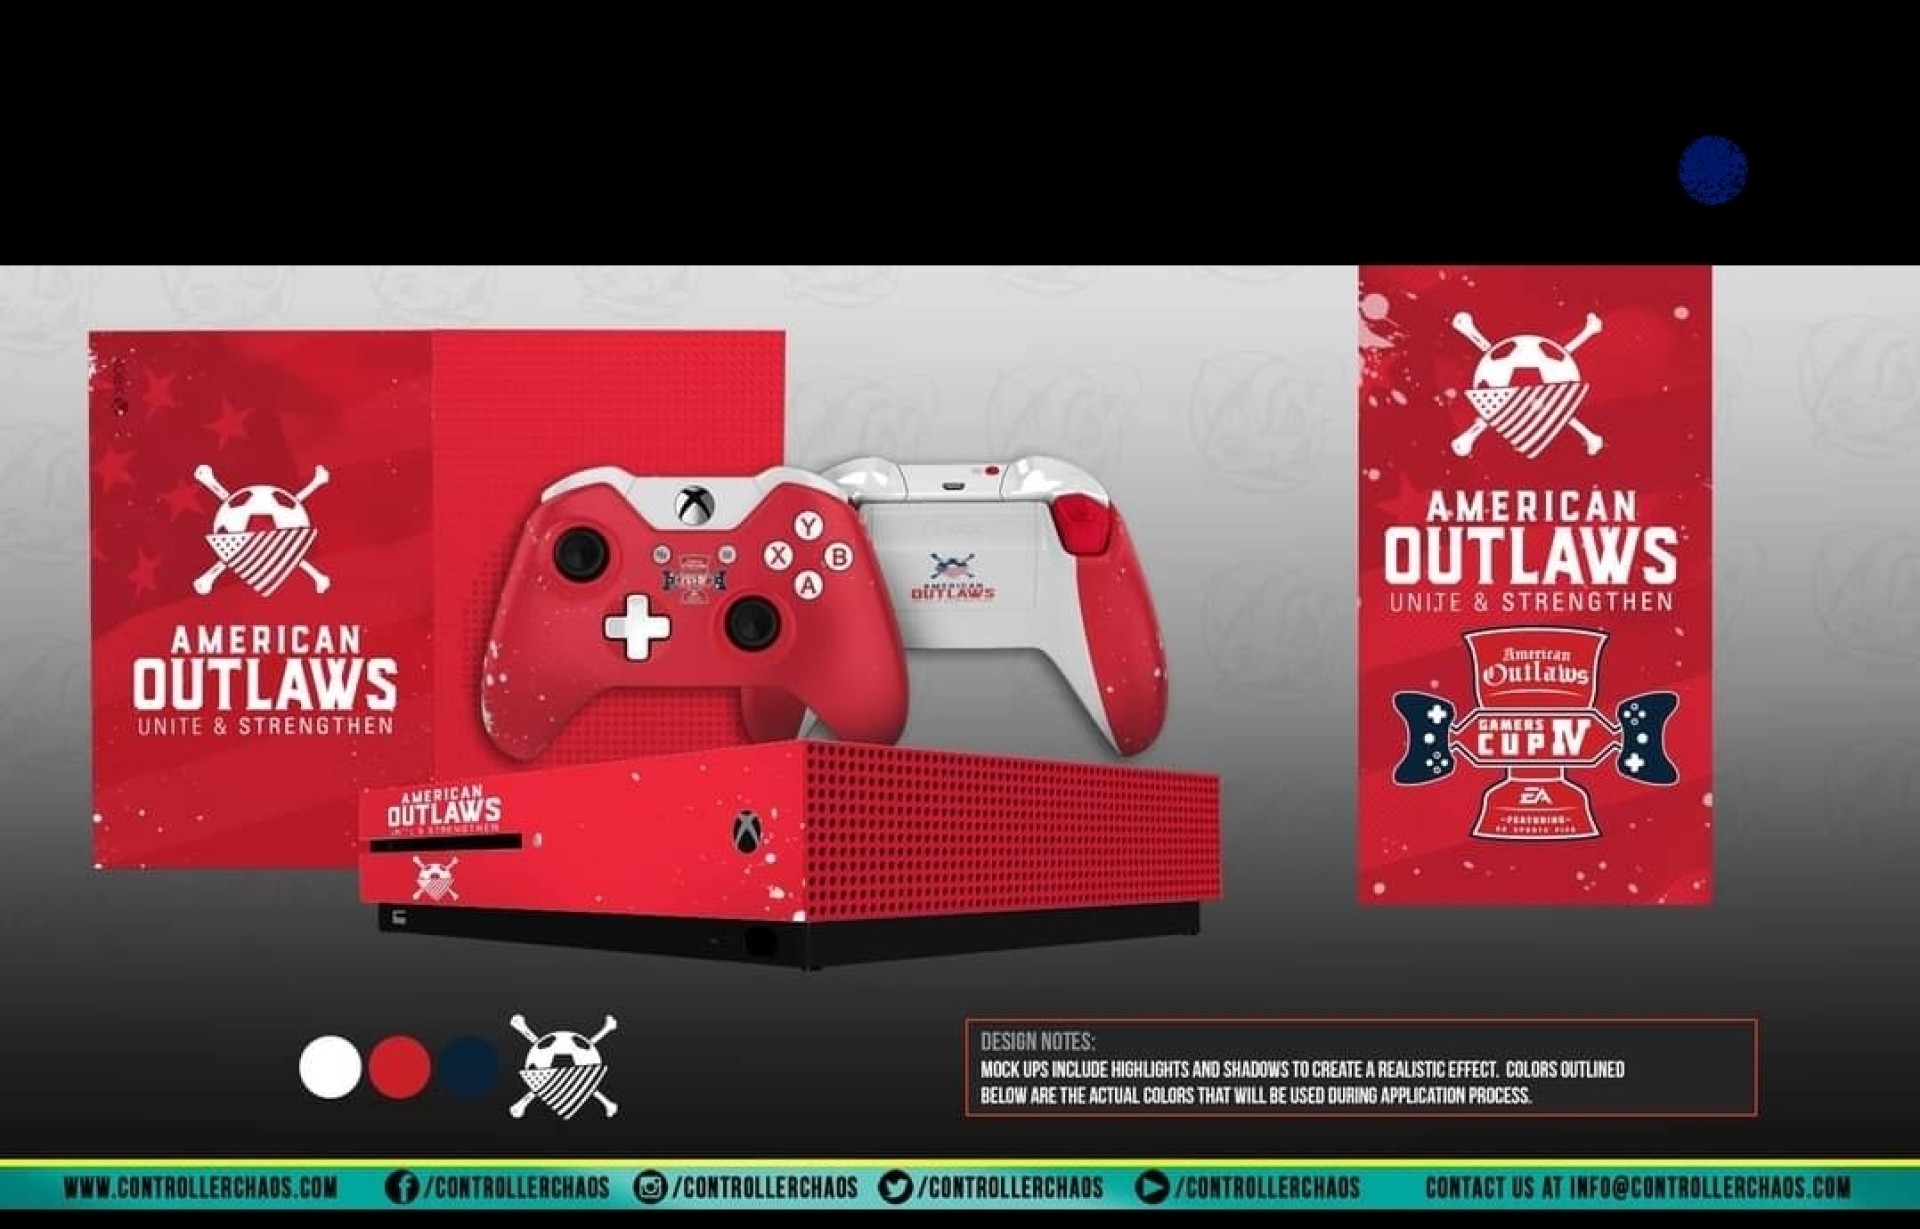 AMERICAN
OUTLAWS
UNITE & STRENGTHEN
Y
X
B
A
AMERICAN
OUTLAWS
AMERICAN
OUTLAWS
UNITE & STRENGTHEN
AMERICAN
OUTLAWS
UNITE & STRENGTHEN
American
Outlaws
GAMERS
CUP IV
EA
-FEATURING-
EA SPORTS FIFA
DESIGN NOTES:
MOCK UPS INCLUDE HIGHLIGHTS AND SHADOWS TO CREATE A REALISTIC EFFECT. COLORS OUTLINED
BELOW ARE THE ACTUAL COLORS THAT WILL BE USED DURING APPLICATION PROCESS.
WWW.CONTROLLERCHAOS.COM /CONTROLLERCHAOS /CONTROLLERCHAOS /CONTROLLERCHAOS /CONTROLLERCHAOS CONTACT US AT INFO@CONTROLLERCHAOS.COM